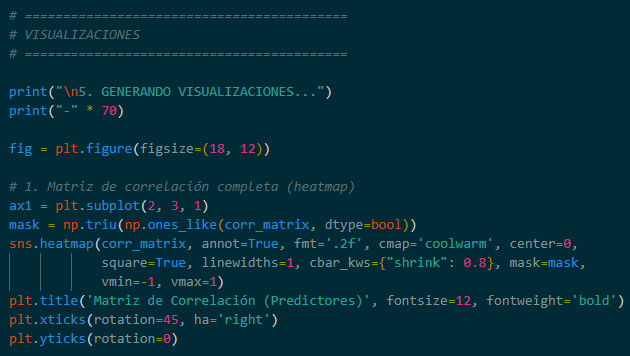 # =========================================
# VISUALIZACIONES
# =========================================

print("\n5. GENERANDO VISUALIZACIONES...")
print("-" * 70)

fig = plt.figure(figsize=(18, 12))

# 1. Matriz de correlación completa (heatmap)
ax1 = plt.subplot(2, 3, 1)
mask = np.triu(np.ones_like(corr_matrix, dtype=bool))
sns.heatmap(corr_matrix, annot=True, fmt='.2f', cmap='coolwarm', center=0,
            square=True, linewidths=1, cbar_kws={"shrink": 0.8}, mask=mask,
            vmin=-1, vmax=1)
plt.title('Matriz de Correlación (Predictores)', fontsize=12, fontweight='bold')
plt.xticks(rotation=45, ha='right')
plt.yticks(rotation=0)